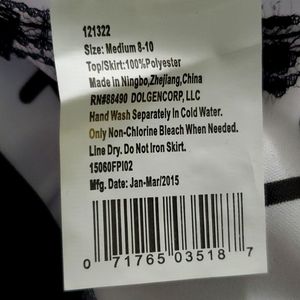 121322
Size: Medium 8-10
Top/Skirt:100%Polyester
Made in Ningbo,Zhejiang,China
RN#88490 DOLGENCORP, LLC
Hand Wash Separately In Cold Water.
Only Non-Chlorine Bleach When Needed.
Line Dry. Do Not Iron Skirt.
15060FPI02
Mfg. Date: Jan-Mar/2015
0 71765 03518 7